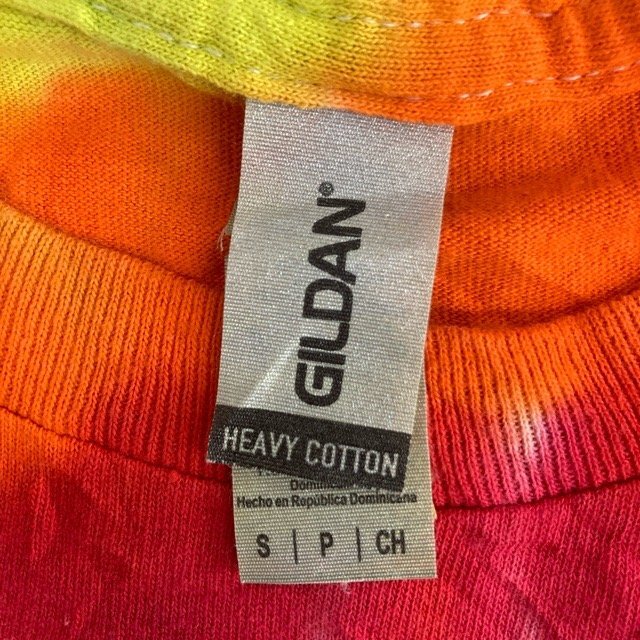 GILDAN®
HEAVY COTTON
Hecho en República Dominicana
S | P | CH